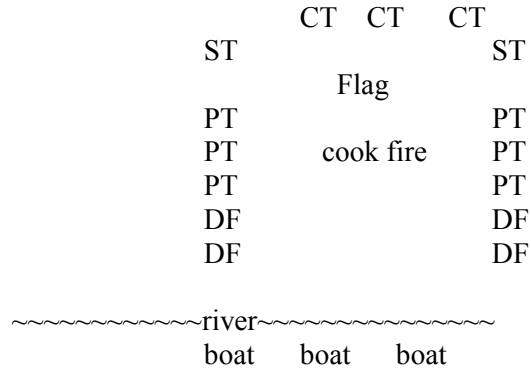 CT CT CT
ST ST
Flag
PT PT
PT cook fire PT
PT PT
DF DF
DF DF
~~~~~~~~~~~~river~~~~~~~~~~~~~~~
boat boat boat